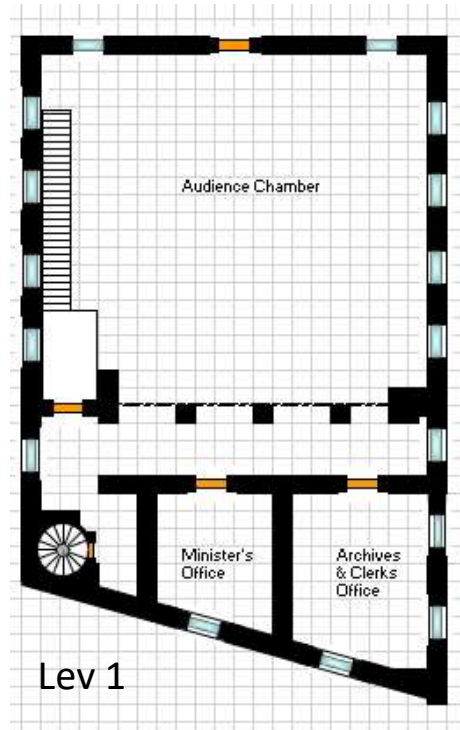 Audience Chamber
Minister's
Office
Archives
& Clerks
Office
Lev 1